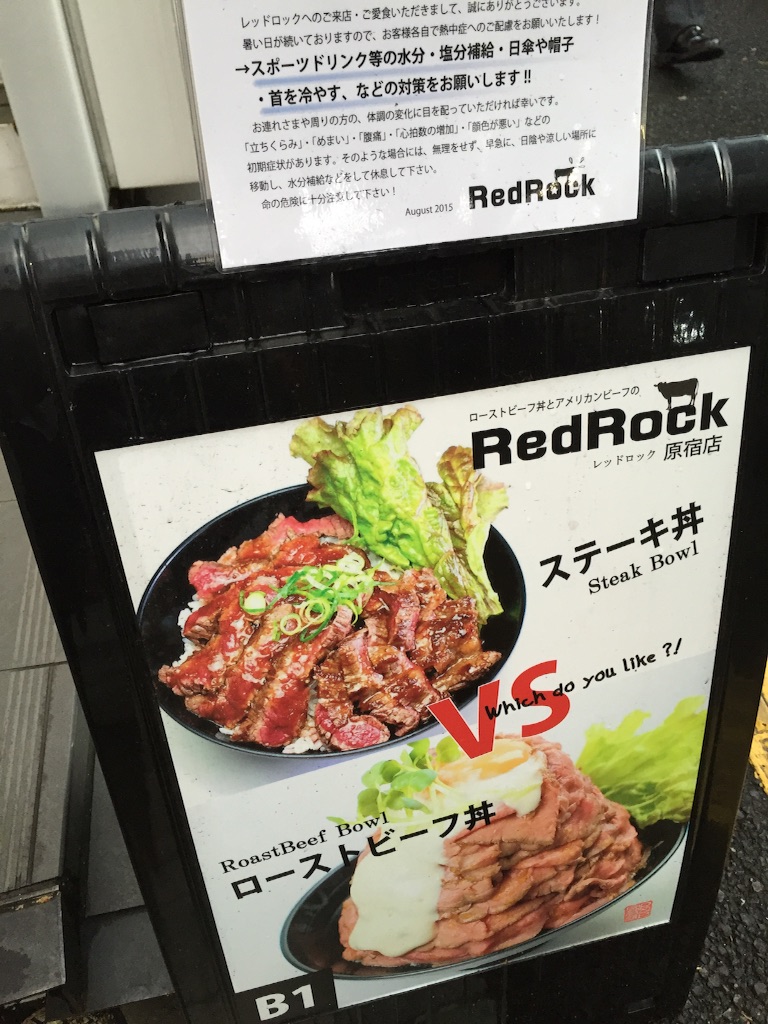 レッドロックへのご来店・ご愛食いただきまして、誠にありがとうございます。
暑い日が続いておりますので、お客様各自で熱中症へのご配慮をお願いいたします！
→スポーツドリンク等の水分・塩分補給・日傘や帽子
・首を冷やす、などの対策をお願いします!!
お連れさまや周りの方の、体調の変化に目を配っていただければ幸いです。
「立ちくらみ」・「めまい」・「腹痛」・「心拍数の増加」・「顔色が悪い」などの
初期症状があります。そのような場合には、無理をせず、早急に、日陰や涼しい場所に
移動し、水分補給などをして休息して下さい。
命の危険に十分注意して下さい！
August 2015 RedRock
ローストビーフ丼とアメリカンビーフの
RedRock
レッドロック 原宿店
ステーキ丼
Steak Bowl
VS
Which do you like ?!
RoastBeef Bowl
ローストビーフ丼
B1